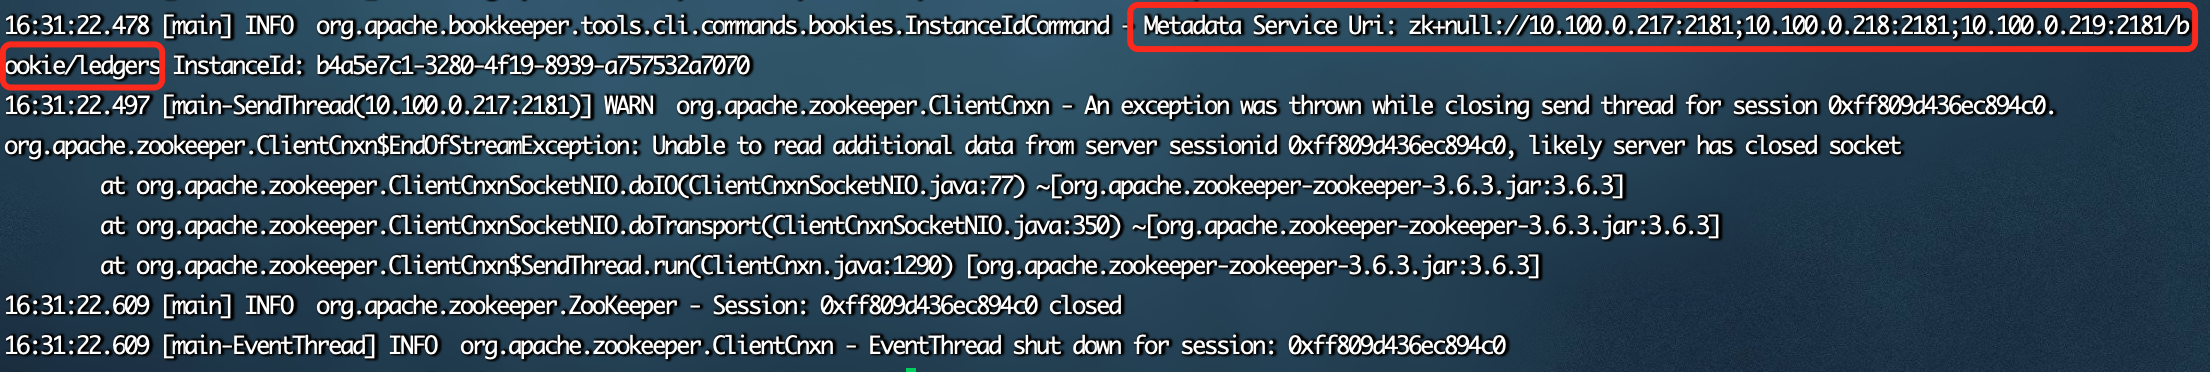 16:31:22.478 [main] INFO  org.apache.bookkeeper.tools.cli.commands.bookies.InstanceIdCommand - Metadata Service Uri: zk+null://10.100.0.217:2181;10.100.0.218:2181;10.100.0.219:2181/b
ookie/ledgers InstanceId: b4a5e7c1-3280-4f19-8939-a757532a7070
16:31:22.497 [main-SendThread(10.100.0.217:2181)] WARN  org.apache.zookeeper.ClientCnxn - An exception was thrown while closing send thread for session 0xff809d436ec894c0.
org.apache.zookeeper.ClientCnxn$EndOfStreamException: Unable to read additional data from server sessionid 0xff809d436ec894c0, likely server has closed socket
        at org.apache.zookeeper.ClientCnxnSocketNIO.doIO(ClientCnxnSocketNIO.java:77) ~[org.apache.zookeeper-zookeeper-3.6.3.jar:3.6.3]
        at org.apache.zookeeper.ClientCnxnSocketNIO.doTransport(ClientCnxnSocketNIO.java:350) ~[org.apache.zookeeper-zookeeper-3.6.3.jar:3.6.3]
        at org.apache.zookeeper.ClientCnxn$SendThread.run(ClientCnxn.java:1290) [org.apache.zookeeper-zookeeper-3.6.3.jar:3.6.3]
16:31:22.609 [main] INFO  org.apache.zookeeper.ZooKeeper - Session: 0xff809d436ec894c0 closed
16:31:22.609 [main-EventThread] INFO  org.apache.zookeeper.ClientCnxn - EventThread shut down for session: 0xff809d436ec894c0